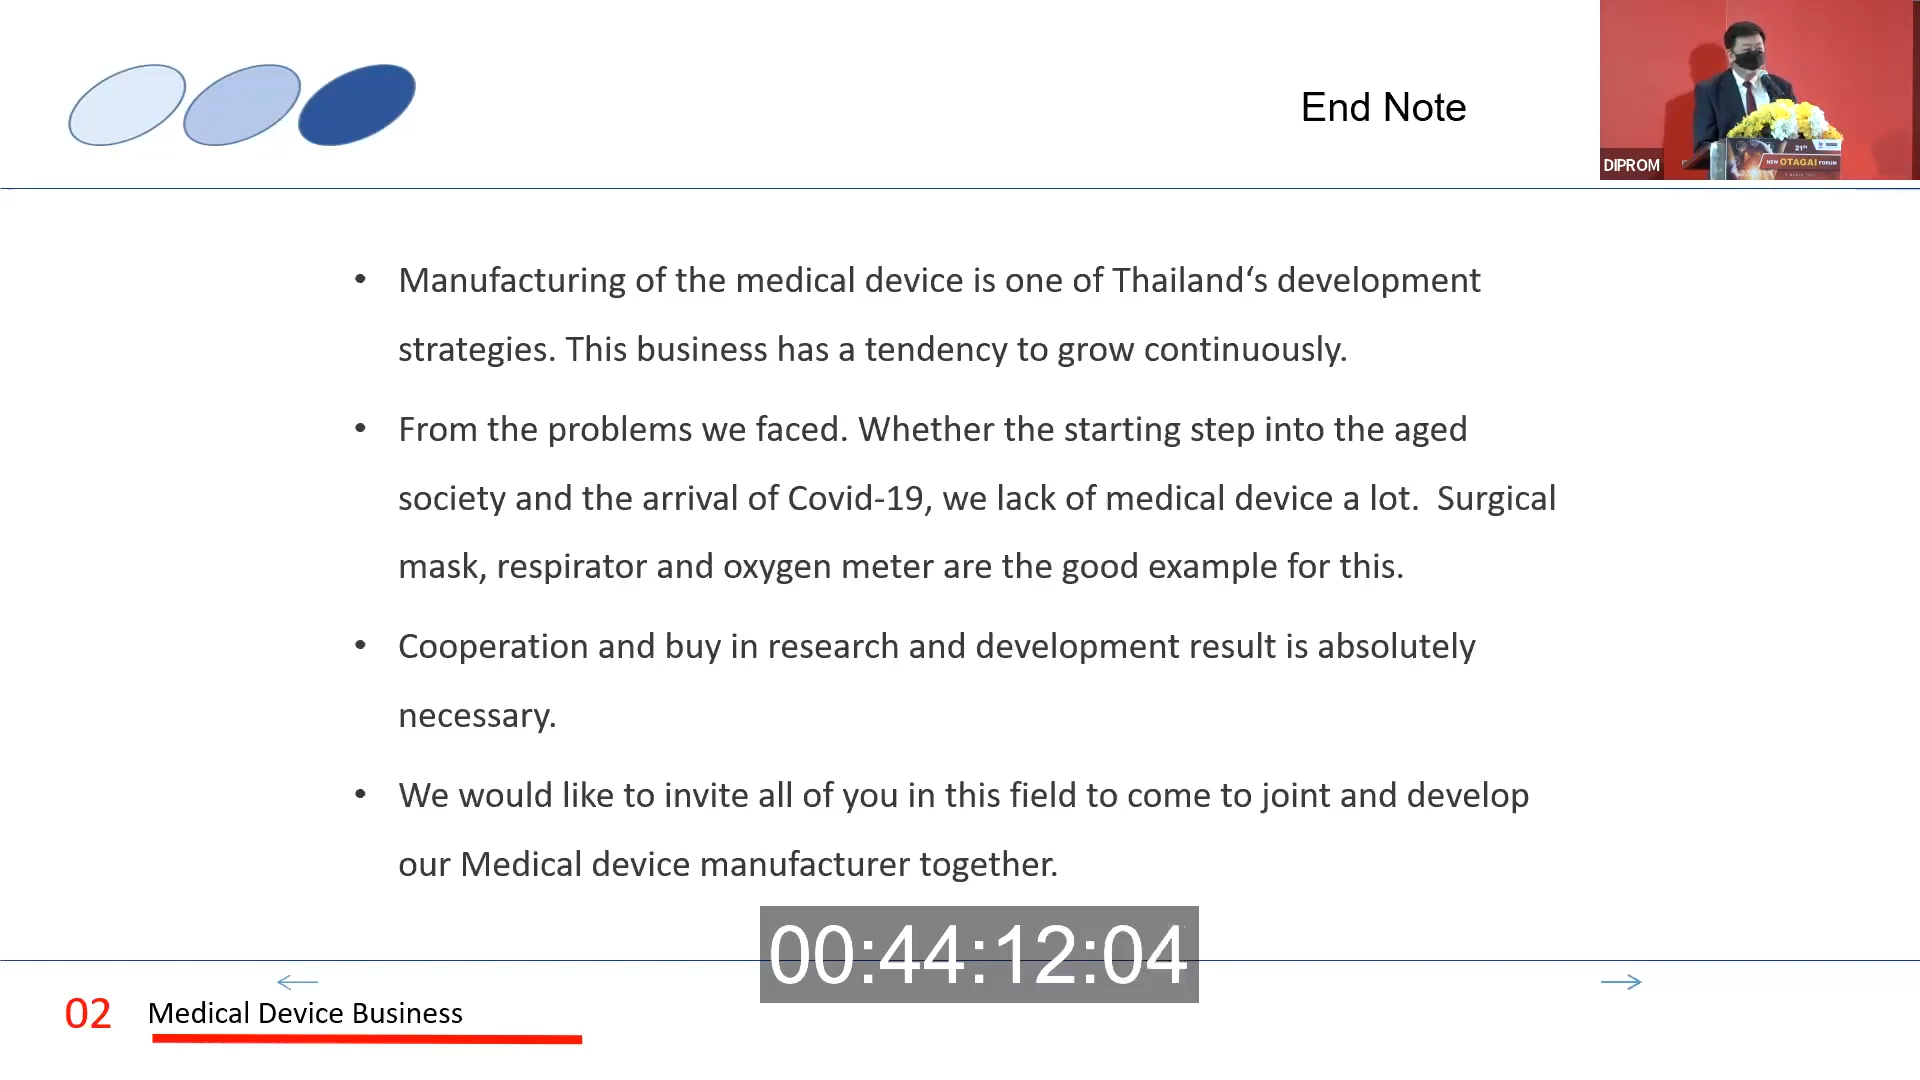 End Note
DIPROM
21st
NEW OTAGAI FORUM
• Manufacturing of the medical device is one of Thailand‘s development
strategies. This business has a tendency to grow continuously.
• From the problems we faced. Whether the starting step into the aged
society and the arrival of Covid-19, we lack of medical device a lot.  Surgical
mask, respirator and oxygen meter are the good example for this.
• Cooperation and buy in research and development result is absolutely
necessary.
• We would like to invite all of you in this field to come to joint and develop
our Medical device manufacturer together.
00:44:12:04
02 Medical Device Business